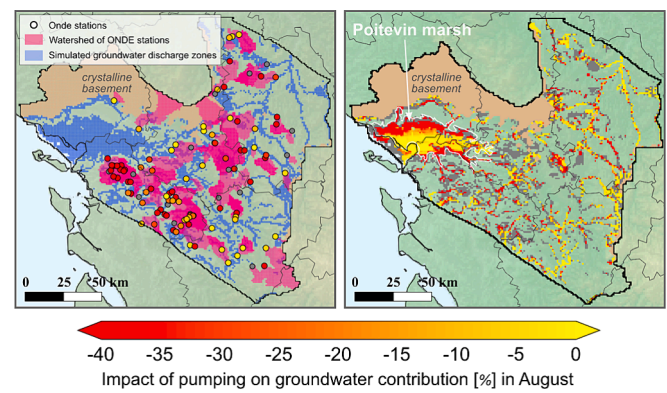 Onde stations
Watershed of ONDE stations
Simulated groundwater discharge zones
crystalline
basement
0 25 50 km
Poitevin marsh
crystalline
basement
0 25 50 km
-40 -35 -30 -25 -20 -15 -10 -5 0
Impact of pumping on groundwater contribution [%] in August